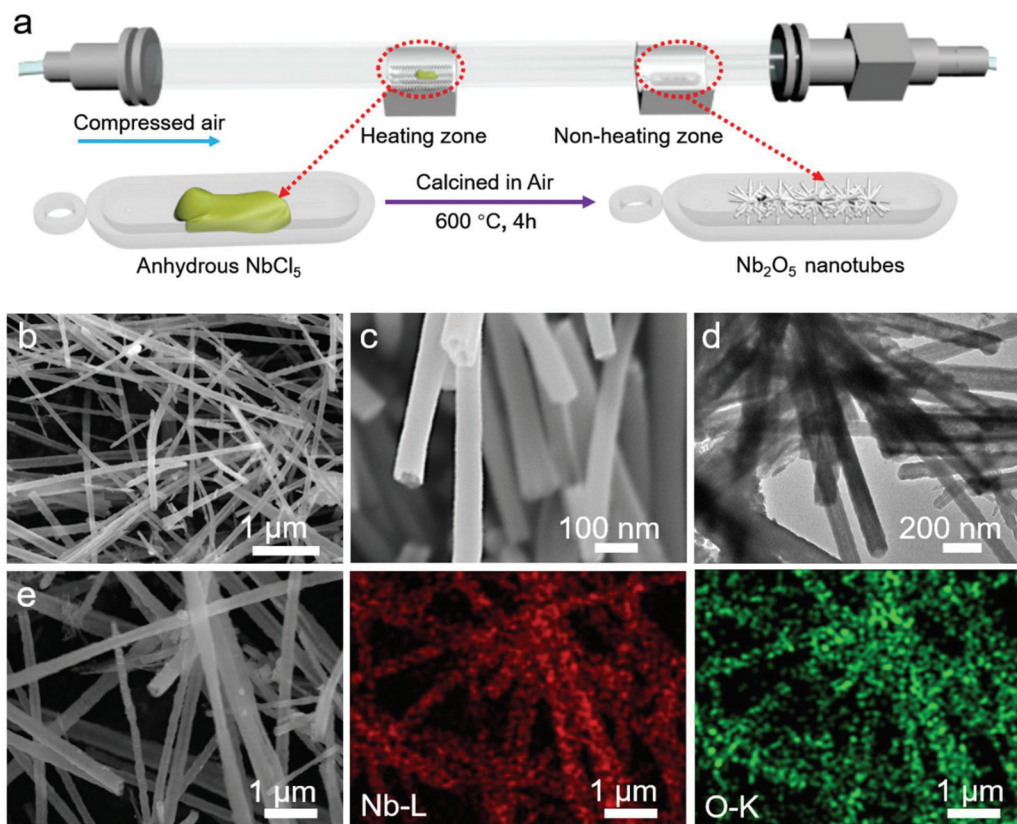 a
Compressed air
Heating zone
Non-heating zone
Calcined in Air
600 °C, 4h
Anhydrous NbCl₅
Nb₂O₅ nanotubes
b
1 μm
c
100 nm
d
200 nm
e
1 μm
Nb-L
1 μm
O-K
1 μm